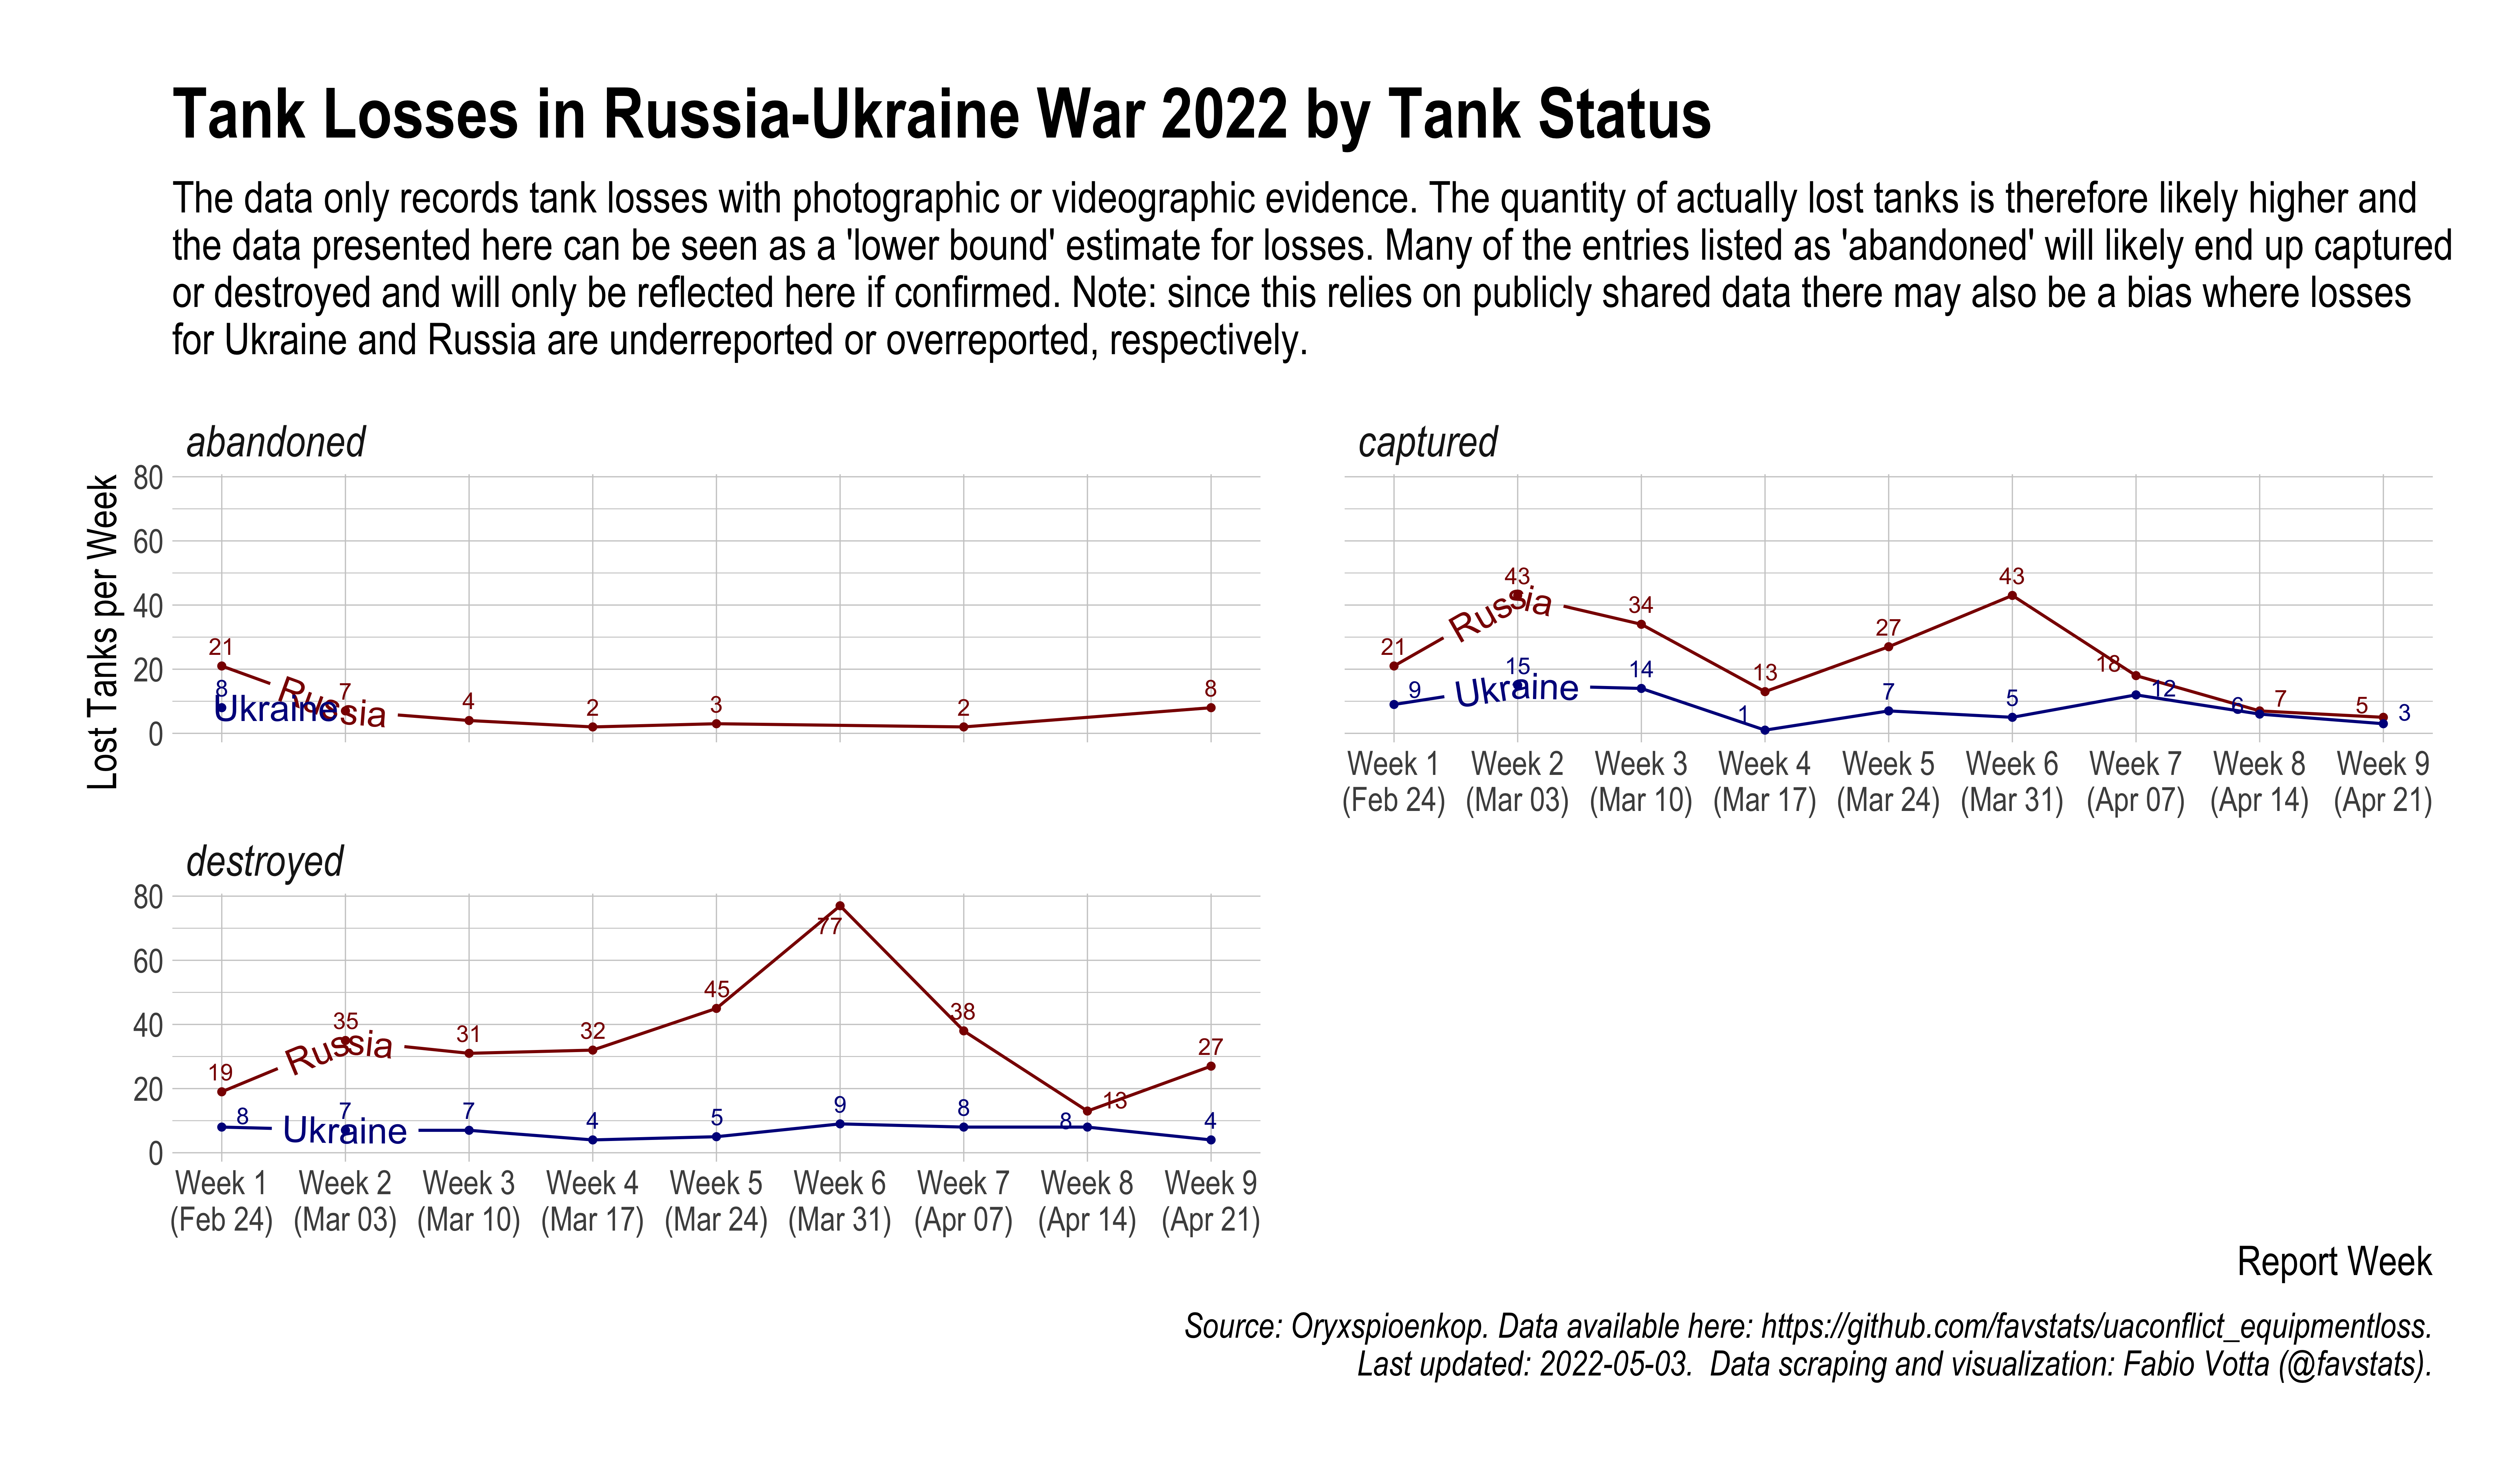 Tank Losses in Russia-Ukraine War 2022 by Tank Status
The data only records tank losses with photographic or videographic evidence. The quantity of actually lost tanks is therefore likely higher and
the data presented here can be seen as a 'lower bound' estimate for losses. Many of the entries listed as 'abandoned' will likely end up captured
or destroyed and will only be reflected here if confirmed. Note: since this relies on publicly shared data there may also be a bias where losses
for Ukraine and Russia are underreported or overreported, respectively.
Lost Tanks per Week
abandoned
80
60
40
20
0
21 7 4 2 3 2 8
Russia
8
Ukraine
captured
21 43 34 13 27 43 18 7 5
Russia
9 15 14 1 7 5 12 6 3
Ukraine
Week 1 Week 2 Week 3 Week 4 Week 5 Week 6 Week 7 Week 8 Week 9
(Feb 24) (Mar 03) (Mar 10) (Mar 17) (Mar 24) (Mar 31) (Apr 07) (Apr 14) (Apr 21)
destroyed
80
60
40
20
0
19 35 31 32 45 77 38 13 27
Russia
8 7 7 4 5 9 8 8 4
Ukraine
Week 1 Week 2 Week 3 Week 4 Week 5 Week 6 Week 7 Week 8 Week 9
(Feb 24) (Mar 03) (Mar 10) (Mar 17) (Mar 24) (Mar 31) (Apr 07) (Apr 14) (Apr 21)
Report Week
Source: Oryxspioenkop. Data available here: https://github.com/favstats/uaconflict_equipmentloss.
Last updated: 2022-05-03.  Data scraping and visualization: Fabio Votta (@favstats).